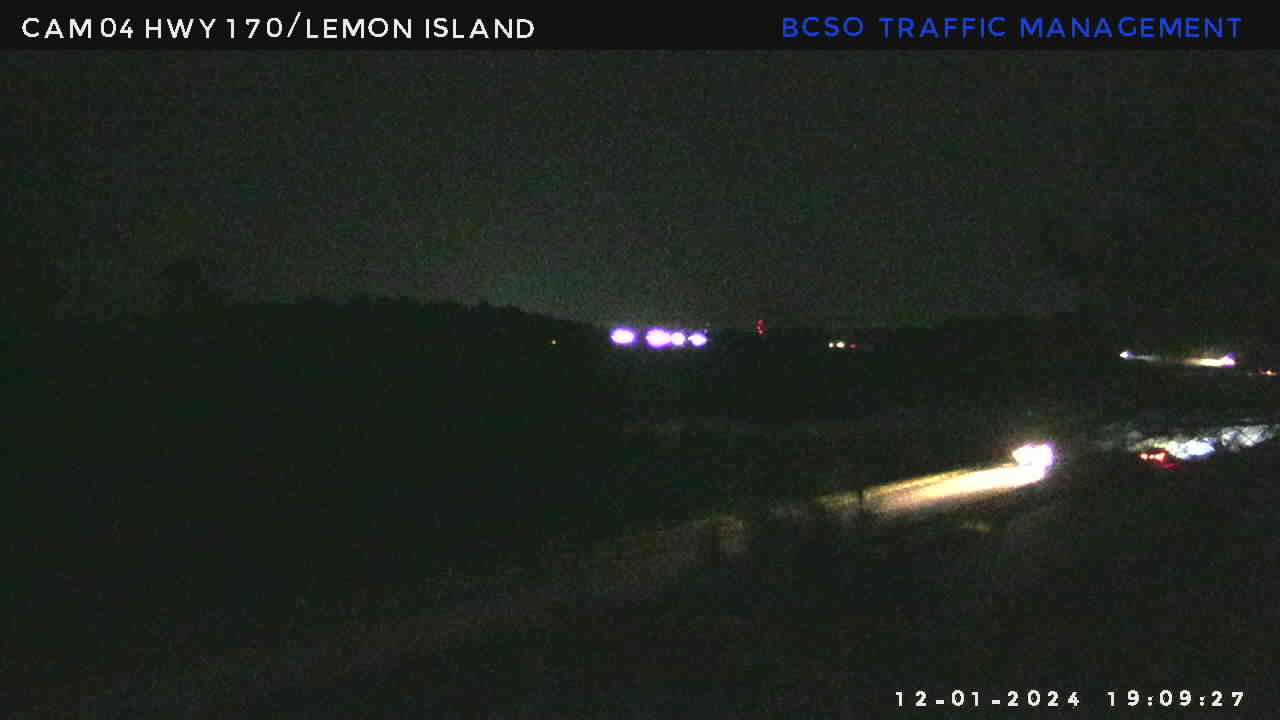 CAM04 HWY 170/LEMON ISLAND
BCSO TRAFFIC MANAGEMENT
12-01-2024 19:09:27